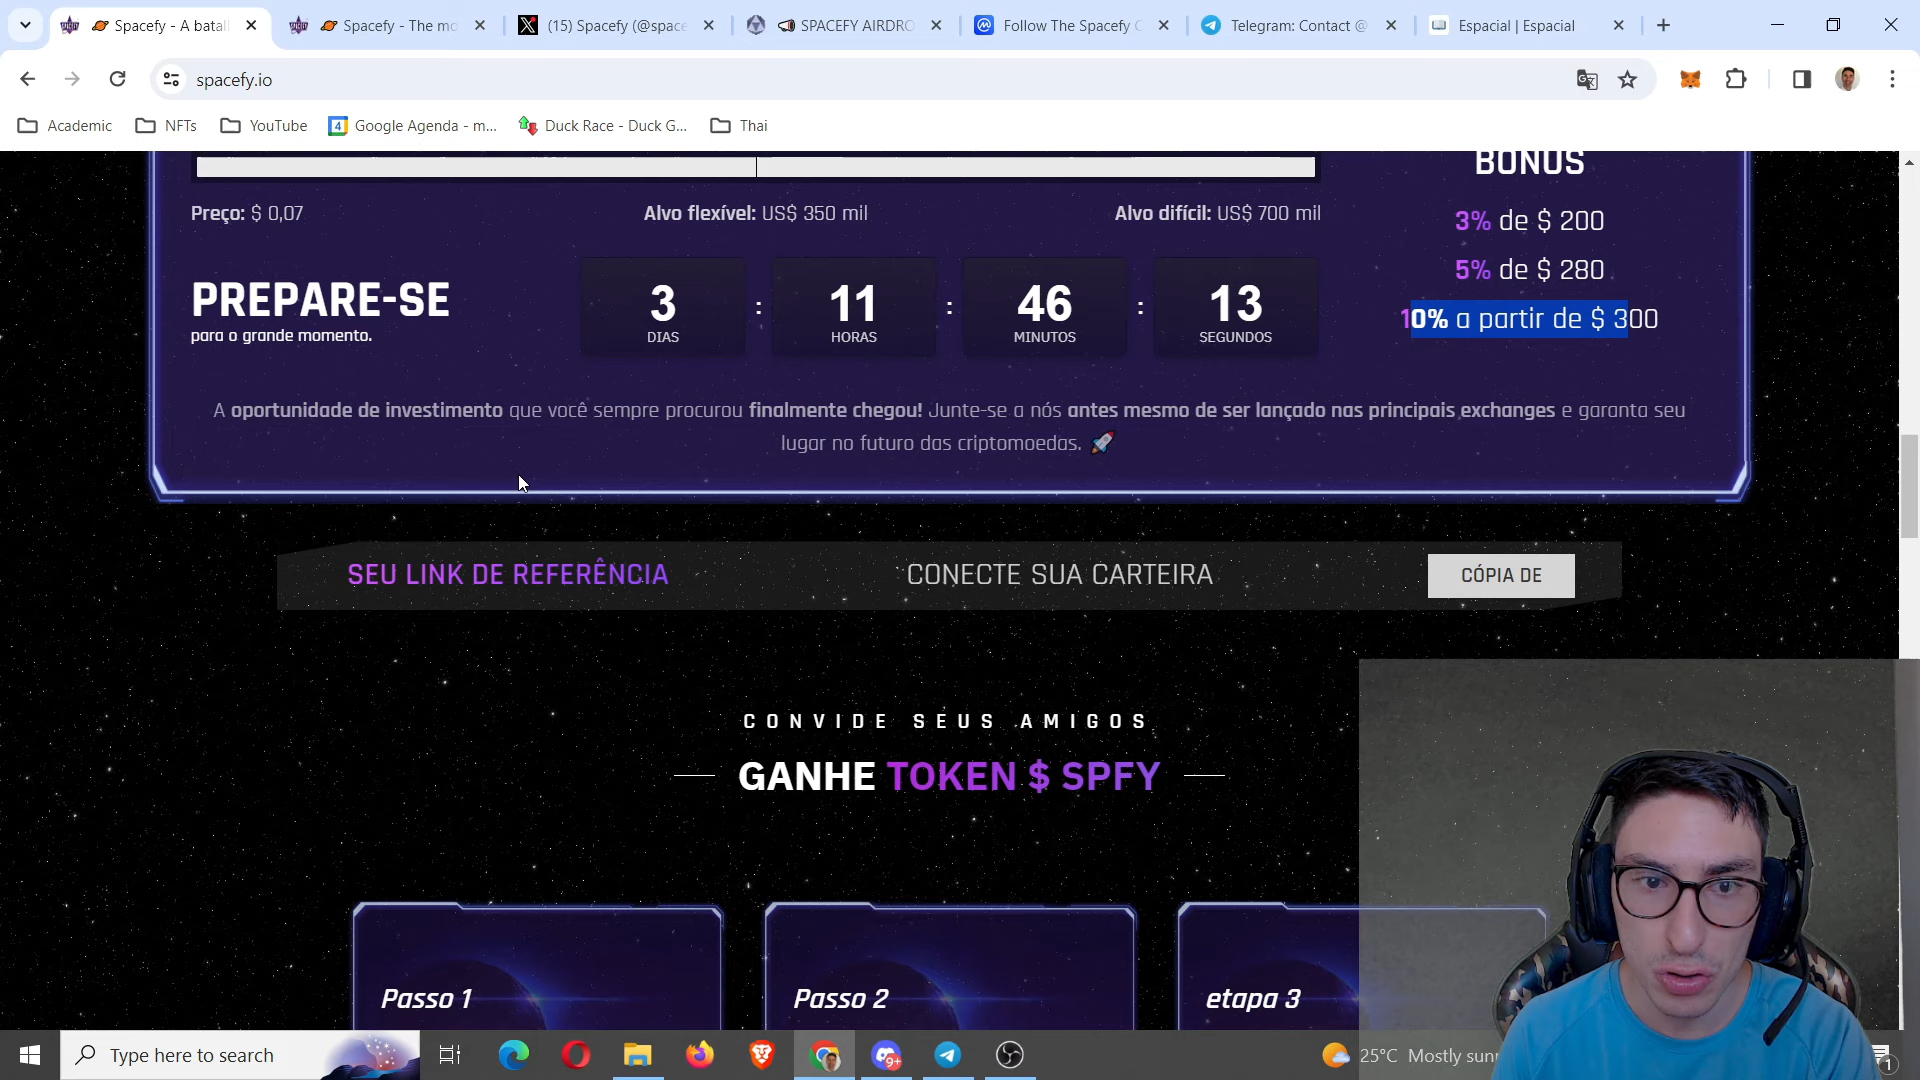 Spacefy - A batall
Spacefy - The mo
(15) Spacefy (@space
SPACEFY AIRDRO
Follow The Spacefy C
Telegram: Contact @
Espacial | Espacial
spacefy.io
Academic
NFTs
YouTube
4
Google Agenda - m...
Duck Race - Duck G...
Thai
BÔNUS
Preço: $ 0,07
Alvo flexível: US$ 350 mil
Alvo difícil: US$ 700 mil
3% de $ 200
5% de $ 280
10% a partir de $ 300
PREPARE-SE
para o grande momento.
3 : 11 : 46 : 13
DIAS HORAS MINUTOS SEGUNDOS
A oportunidade de investimento que você sempre procurou finalmente chegou! Junte-se a nós antes mesmo de ser lançado nas principais exchanges e garanta seu
lugar no futuro das criptomoedas. 🚀
SEU LINK DE REFERÊNCIA
CONECTE SUA CARTEIRA
CÓPIA DE
CONVIDE SEUS AMIGOS
GANHE TOKEN $ SPFY
Passo 1
Passo 2
etapa 3
Type here to search
9+
25°C Mostly sunn
1